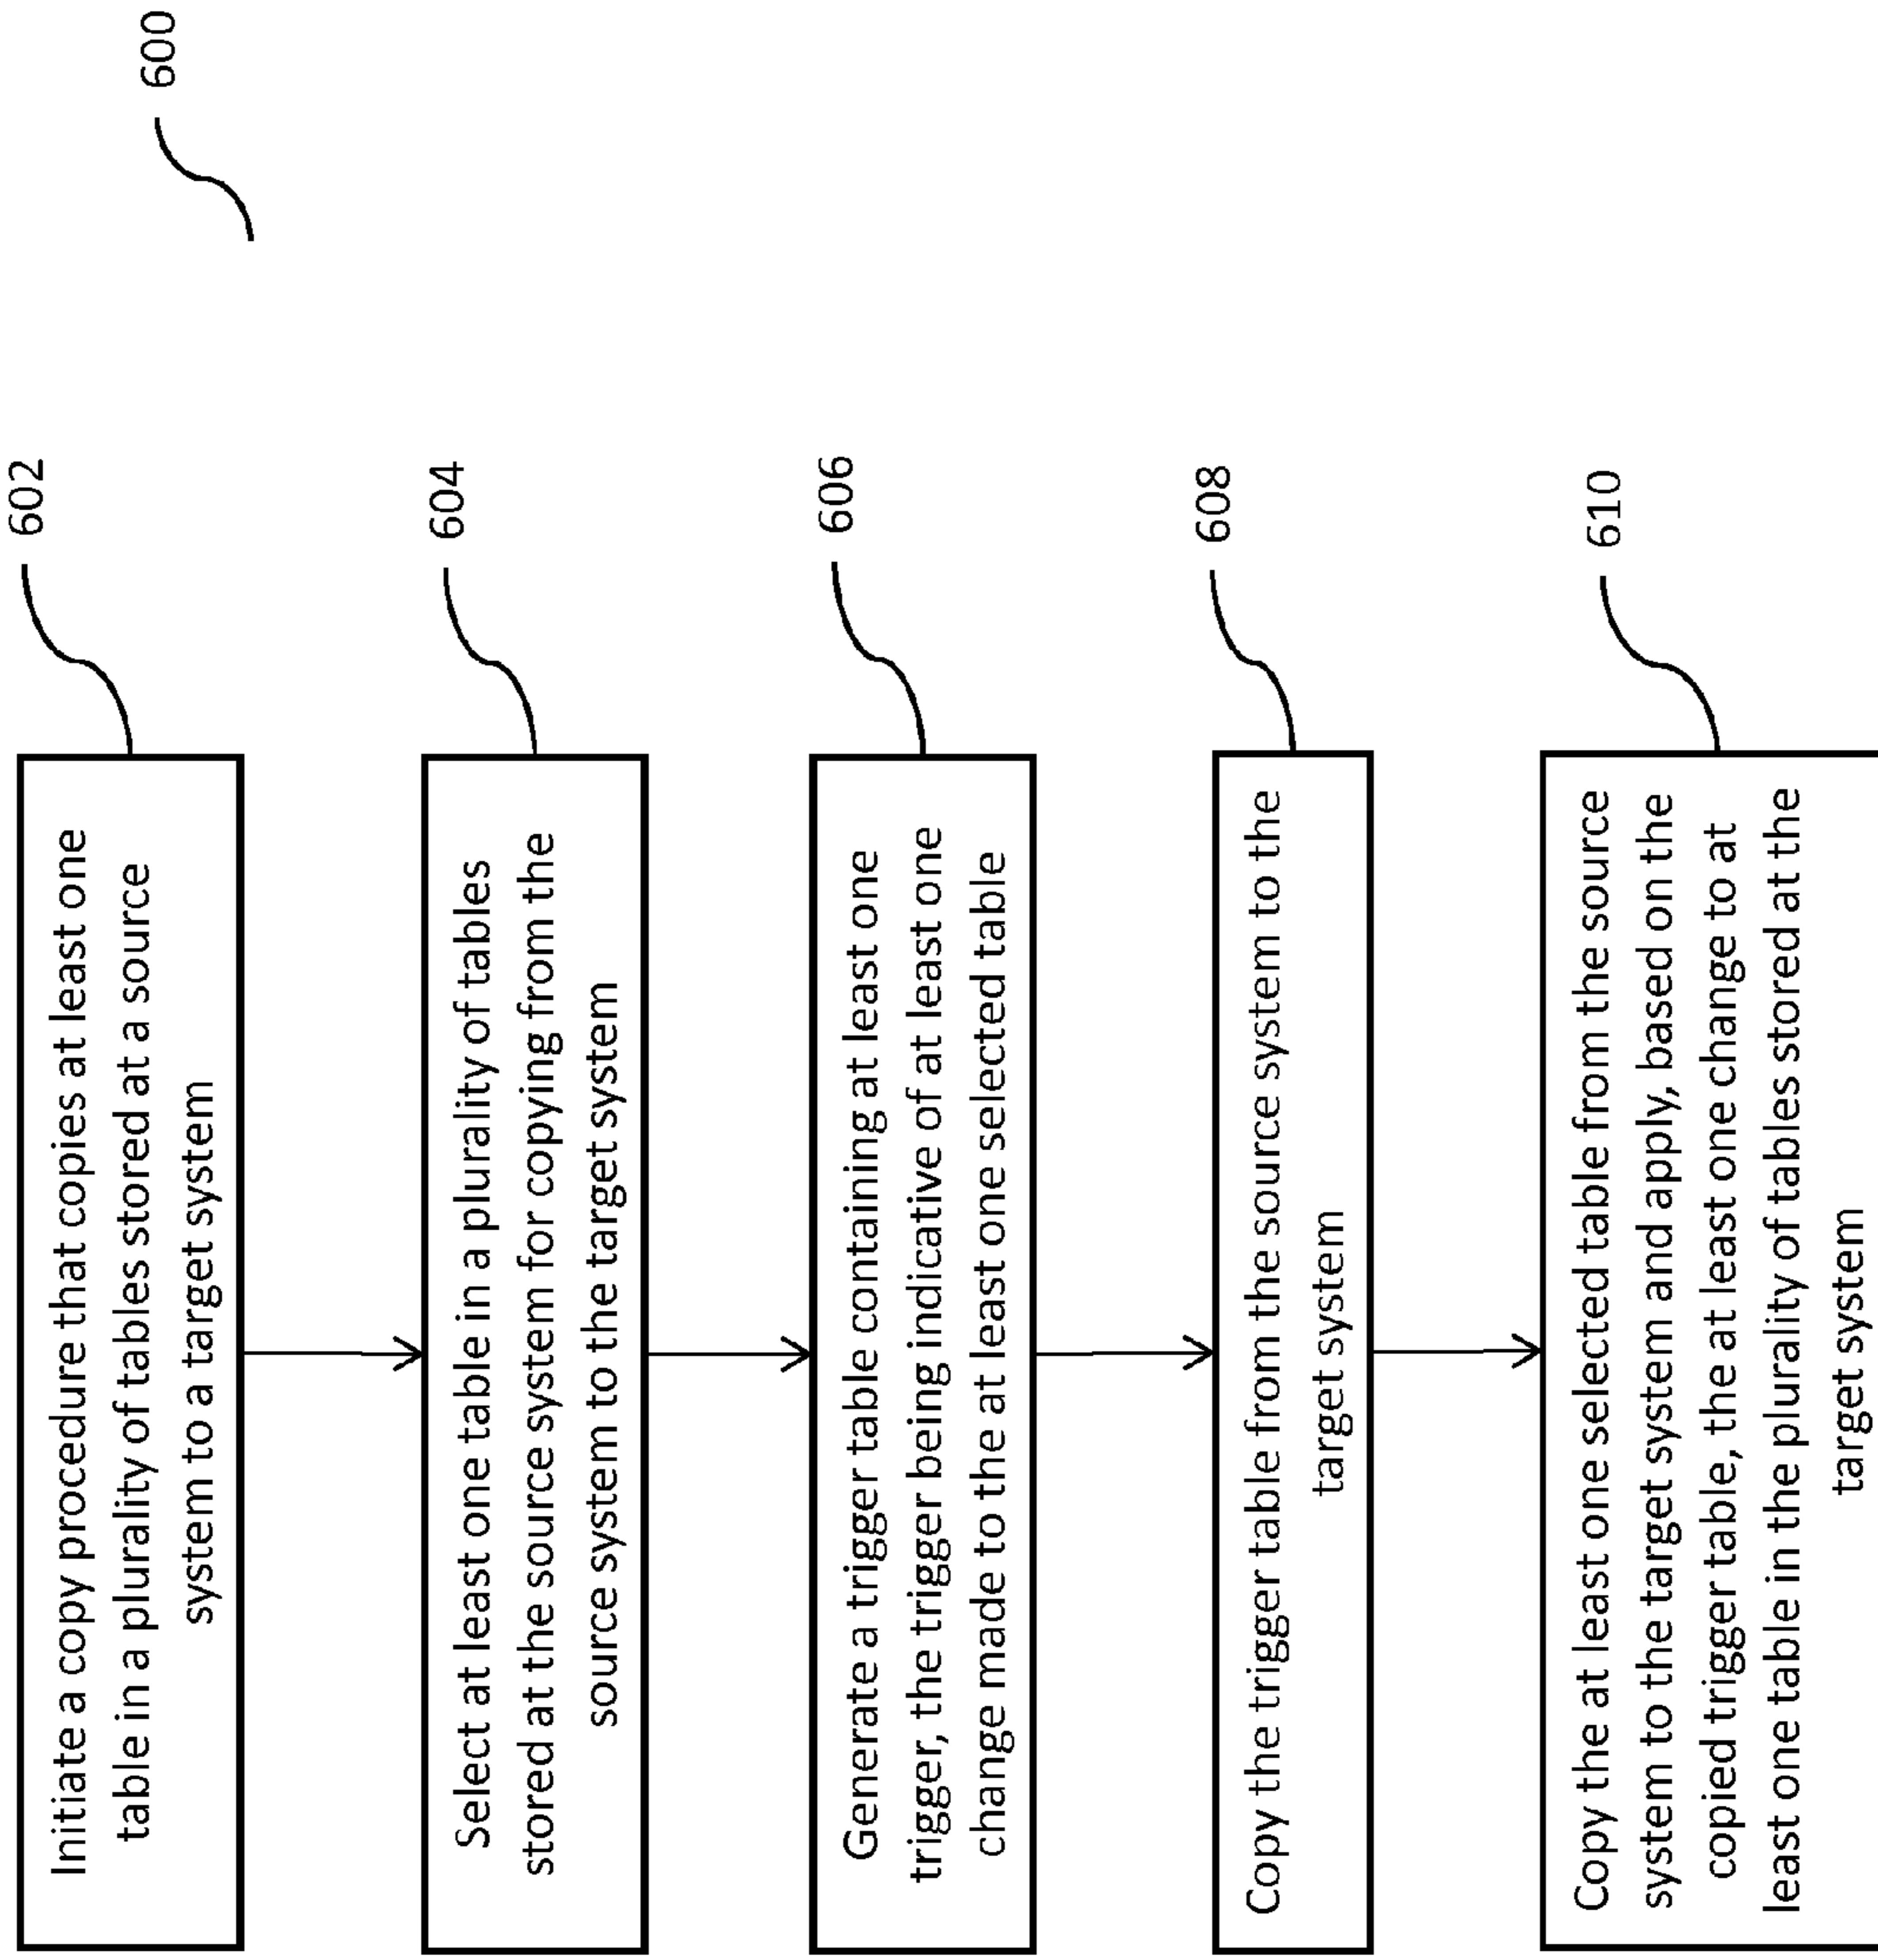 600
602
Initiate a copy procedure that copies at least one
table in a plurality of tables stored at a source
system to a target system
604
Select at least one table in a plurality of tables
stored at the source system for copying from the
source system to the target system
606
Generate a trigger table containing at least one
trigger, the trigger being indicative of at least one
change made to the at least one selected table
608
Copy the trigger table from the source system to the
target system
610
Copy the at least one selected table from the source
system to the target system and apply, based on the
copied trigger table, the at least one change to at
least one table in the plurality of tables stored at the
target system